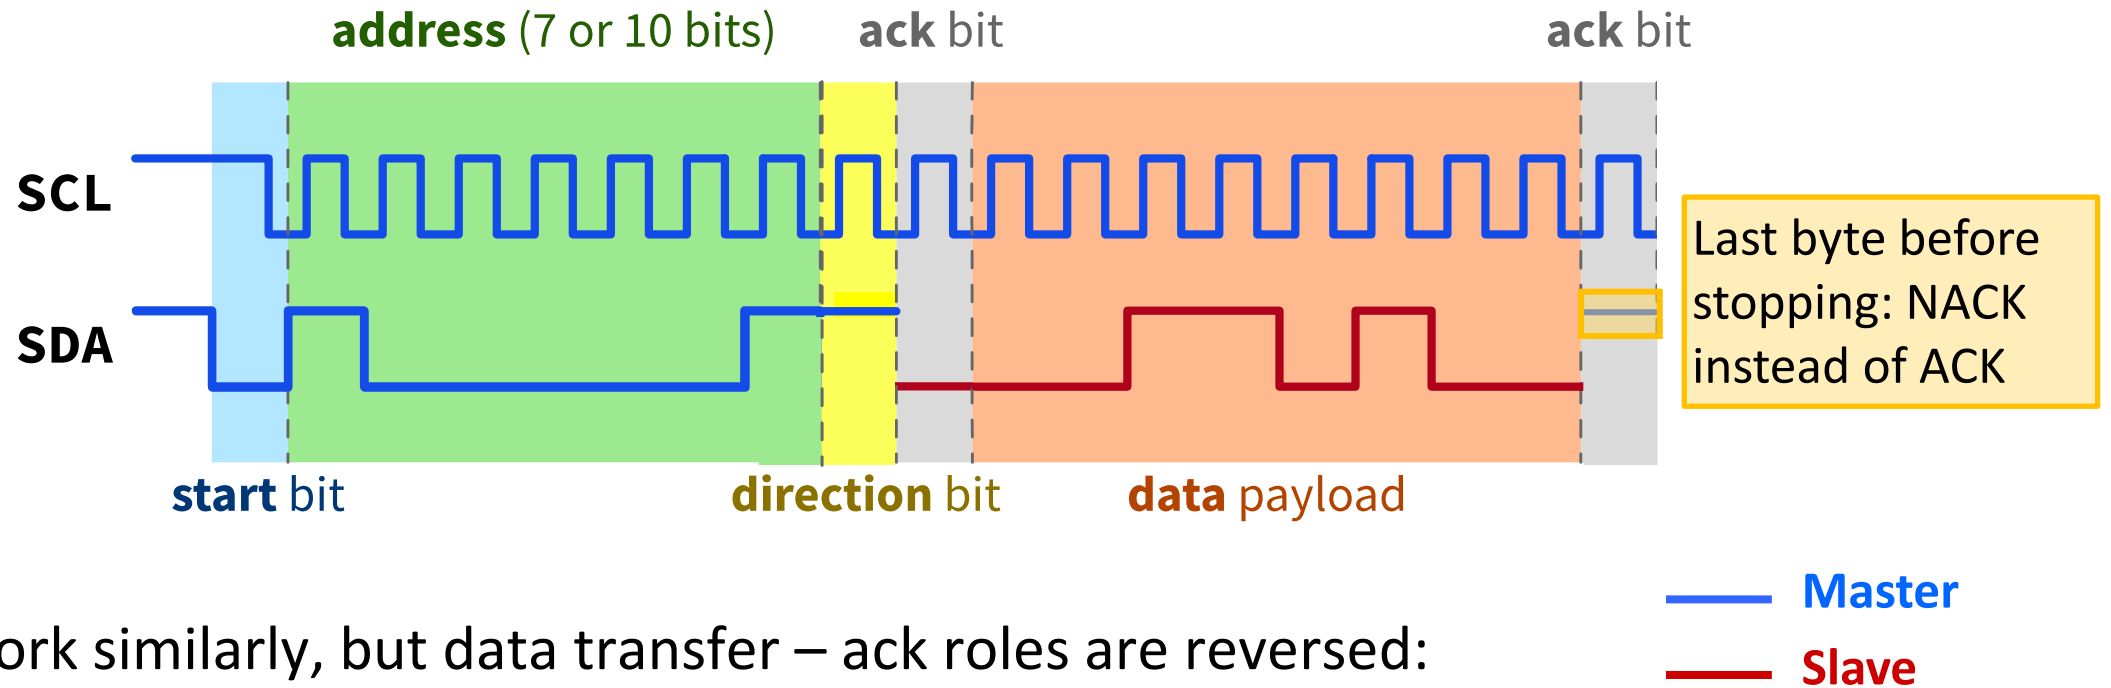 address (7 or 10 bits)
ack bit
ack bit
SCL
SDA
Last byte before
stopping: NACK
instead of ACK
start bit
direction bit
data payload
Master
ork similarly, but data transfer – ack roles are reversed:
Slave